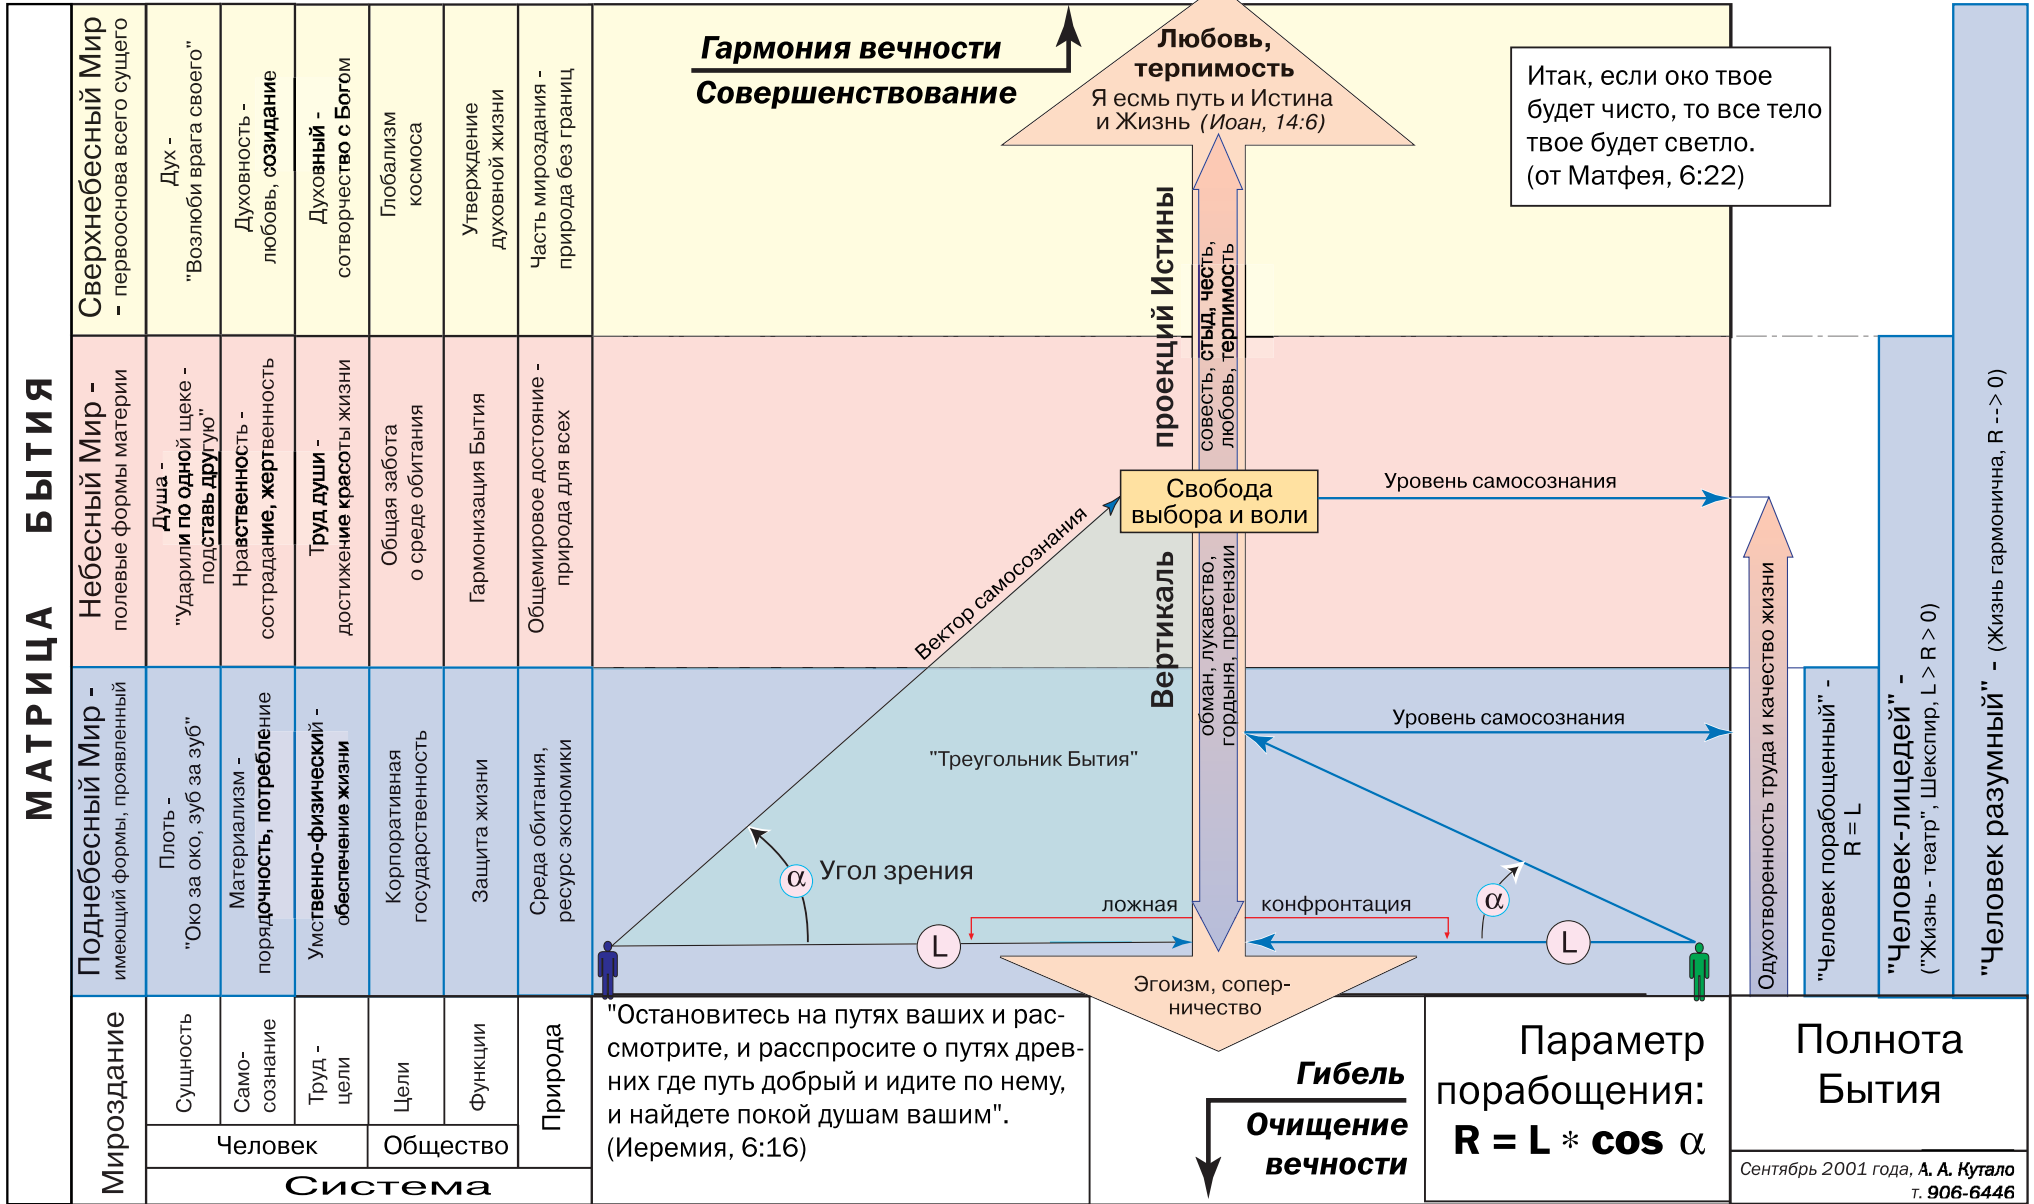 МАТРИЦА БЫТИЯ
Сверхнебесный Мир -
- первооснова всего сущего
Дух -
"Возлюби врага своего"
Духовность -
любовь, созидание
Духовный -
сотворчество с Богом
Глобализм
космоса
Утверждение
духовной жизни
Часть мироздания -
природа без границ
Небесный Мир -
полевые формы материи
Душа -
"Ударили по одной щеке -
подставь другую"
Нравственность -
сострадание, жертвенность
Труд души -
достижение красоты жизни
Общая забота
о среде обитания
Гармонизация Бытия
Общемировое достояние -
природа для всех
Поднебесный Мир -
имеющий формы, проявленный
Плоть -
"Око за око, зуб за зуб"
Материализм -
порядочность, потребление
Умственно-физический -
обеспечение жизни
Корпоративная
государственность
Защита жизни
Среда обитания,
ресурс экономики
Мироздание
Сущность
Само-
сознание
Труд -
цели
Цели
Функции
Природа
Человек
Общество
Система
Гармония вечности
Совершенствование
Любовь,
терпимость
Я есмь путь и Истина
и Жизнь (Иоан, 14:6)
Итак, если око твое
будет чисто, то все тело
твое будет светло.
(от Матфея, 6:22)
Вертикаль проекций Истины
совесть, стыд, честь,
любовь, терпимость
Свобода
выбора и воли
обман, лукавство,
гордыня, претензии
Уровень самосознания
Вектор самосознания
Уровень самосознания
"Треугольник Бытия"
α
Угол зрения
α
ложная
конфронтация
L
L
Эгоизм, сопер-
ничество
"Остановитесь на путях ваших и рас-
смотрите, и расспросите о путях древ-
них где путь добрый и идите по нему,
и найдете покой душам вашим".
(Иеремия, 6:16)
Гибель
Очищение
вечности
Параметр
порабощения:
R = L * cos α
Одухотворенность труда и качество жизни
"Человек порабощенный" -
R = L
"Человек-лицедей" -
("Жизнь - театр", Шекспир, L > R > 0)
"Человек разумный" - (Жизнь гармонична, R --> 0)
Полнота
Бытия
Сентябрь 2001 года, А. А. Кутало
т. 906-6446